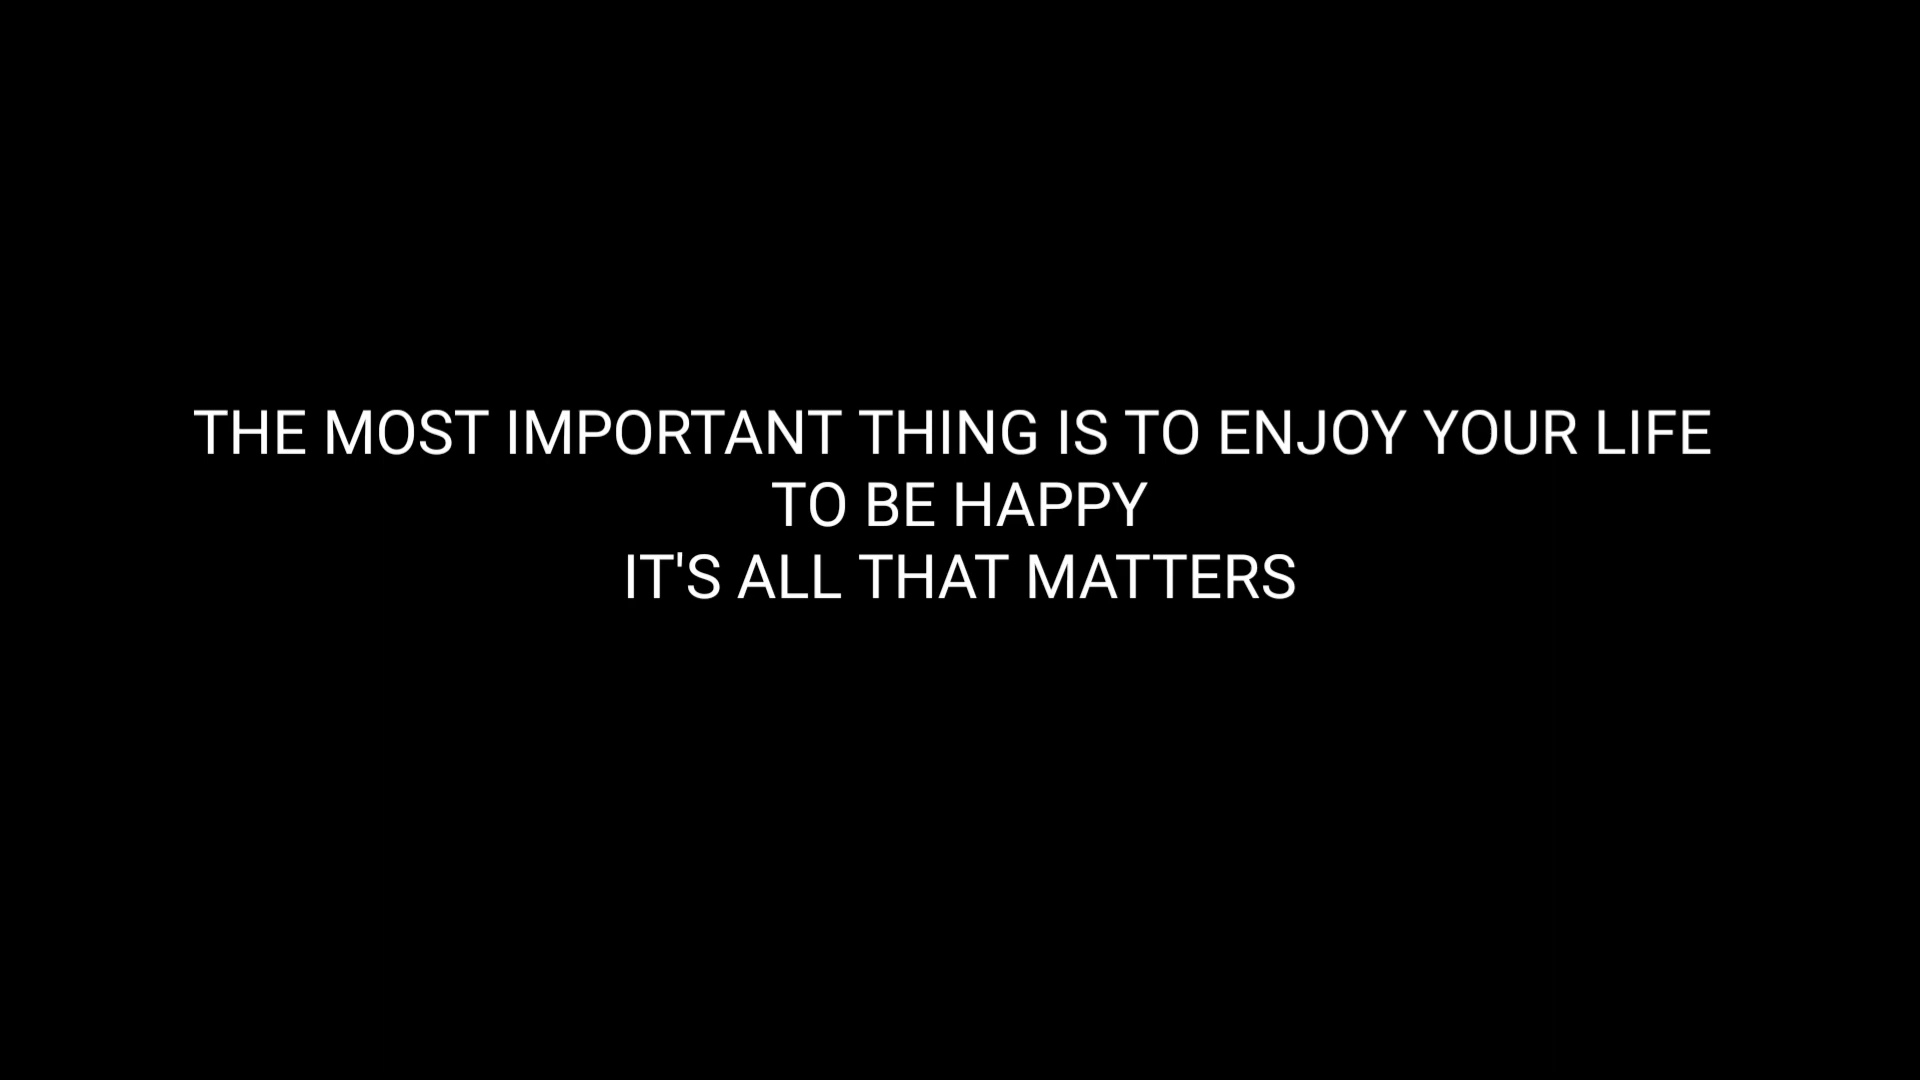 THE MOST IMPORTANT THING IS TO ENJOY YOUR LIFE
TO BE HAPPY
IT'S ALL THAT MATTERS